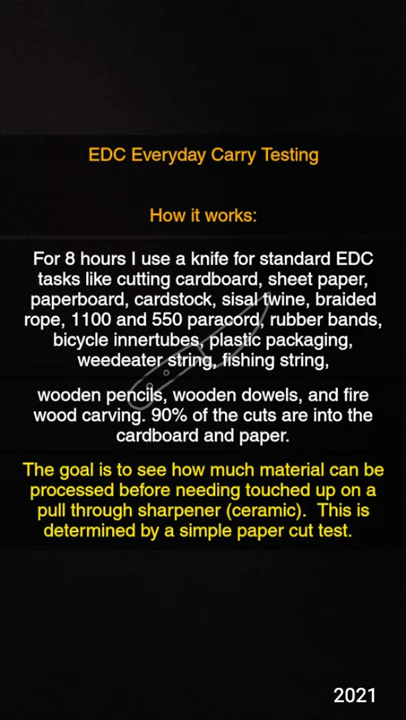 EDC Everyday Carry Testing
How it works:
For 8 hours I use a knife for standard EDC
tasks like cutting cardboard, sheet paper,
paperboard, cardstock, sisal twine, braided
rope, 1100 and 550 paracord, rubber bands,
bicycle innertubes, plastic packaging,
weedeater string, fishing string,
wooden pencils, wooden dowels, and fire
wood carving. 90% of the cuts are into the
cardboard and paper.
The goal is to see how much material can be
processed before needing touched up on a
pull through sharpener (ceramic). This is
determined by a simple paper cut test.
2021